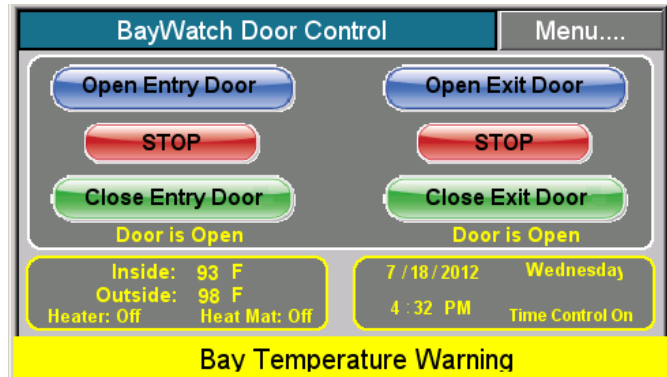 BayWatch Door Control
Menu....
Open Entry Door
Open Exit Door
STOP
STOP
Close Entry Door
Close Exit Door
Door is Open
Door is Open
Inside: 93 F
Outside: 98 F
Heater: Off Heat Mat: Off
7/18/2012 Wednesday
4:32 PM
Time Control On
Bay Temperature Warning